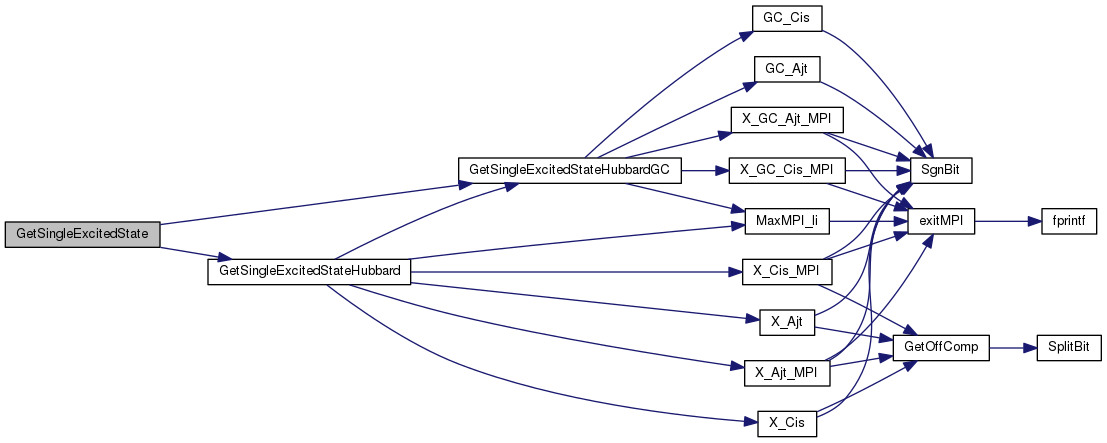 GC_Cis
GC_Ajt
X_GC_Ajt_MPI
GetSingleExcitedStateHubbardGC
X_GC_Cis_MPI
SgnBit
MaxMPI_li
exitMPI
fprintf
GetSingleExcitedState
GetSingleExcitedStateHubbard
X_Cis_MPI
X_Ajt
GetOffComp
SplitBit
X_Ajt_MPI
X_Cis